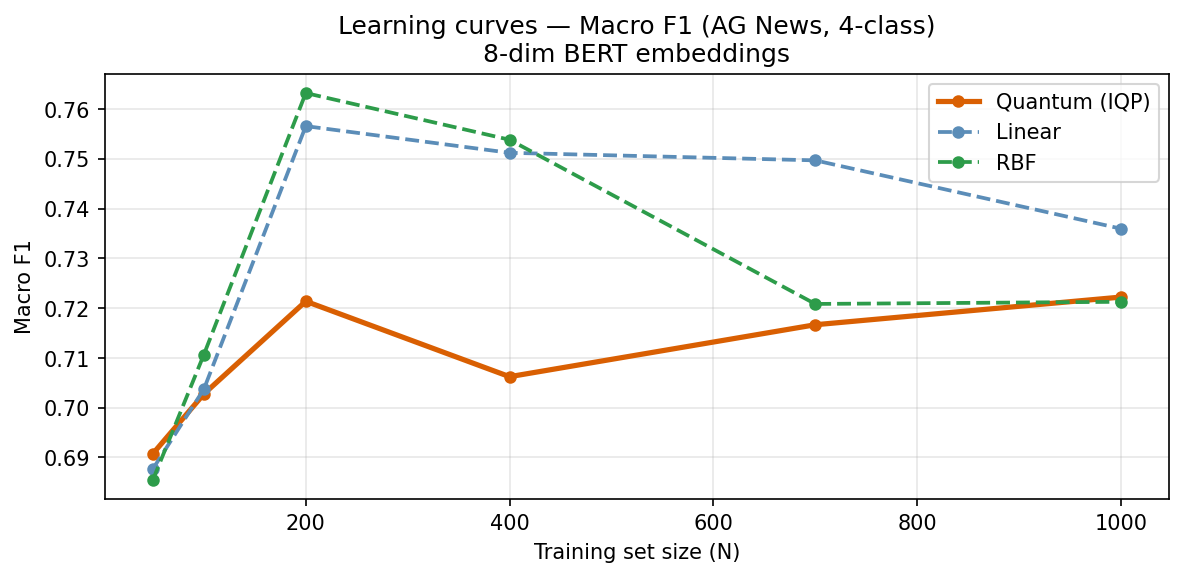 Learning curves — Macro F1 (AG News, 4-class)
8-dim BERT embeddings
Quantum (IQP)
Linear
RBF
Macro F1
0.76
0.75
0.74
0.73
0.72
0.71
0.70
0.69
200 400 600 800 1000
Training set size (N)